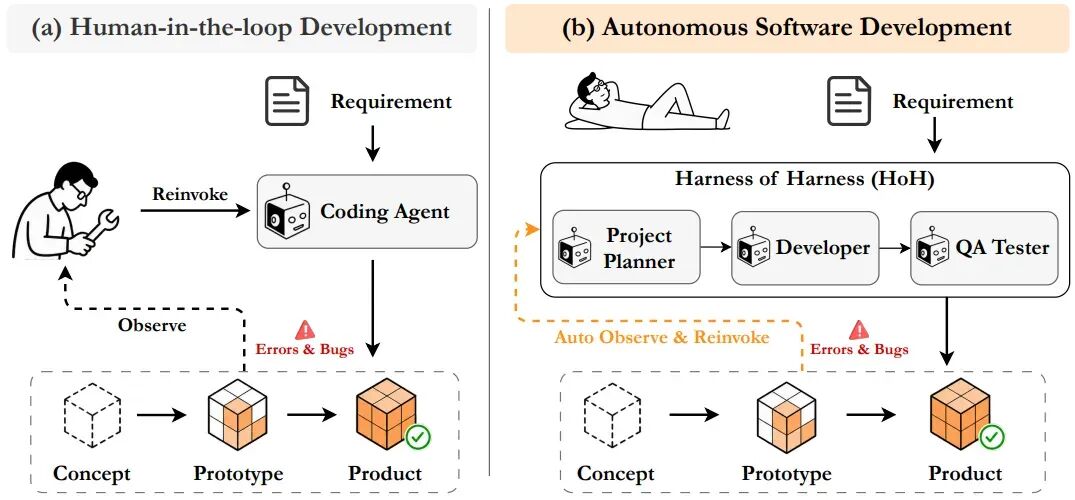 (a) Human-in-the-loop Development
Requirement
Reinvoke
Coding Agent
Observe
Errors & Bugs
Concept
Prototype
Product
(b) Autonomous Software Development
Requirement
Harness of Harness (HoH)
Project
Planner
Developer
QA Tester
Auto Observe & Reinvoke
Errors & Bugs
Concept
Prototype
Product